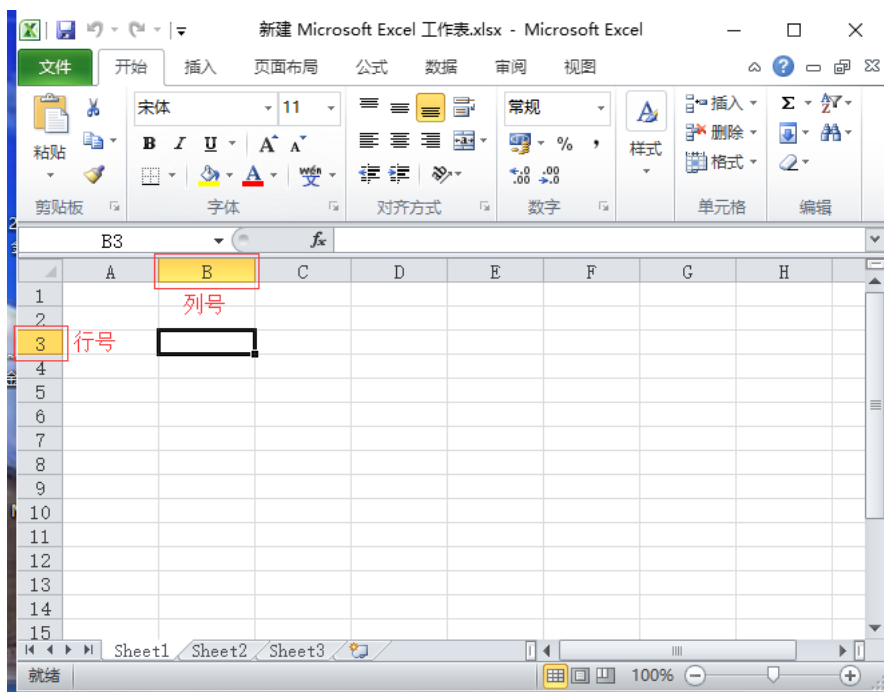 新建 Microsoft Excel 工作表.xlsx - Microsoft Excel
文件 开始 插入 页面布局 公式 数据 审阅 视图
宋体 11 常规 插入 Σ
粘贴 B I U A A % , 样式 删除
A wén 文 .00 .00 格式
剪贴板 字体 对齐方式 数字 单元格 编辑
B3 fx
A B C D E F G H
1
列号
2
3 行号
4
5
6
7
8
9
10
11
12
13
14
15
Sheet1 Sheet2 Sheet3
就绪 100%